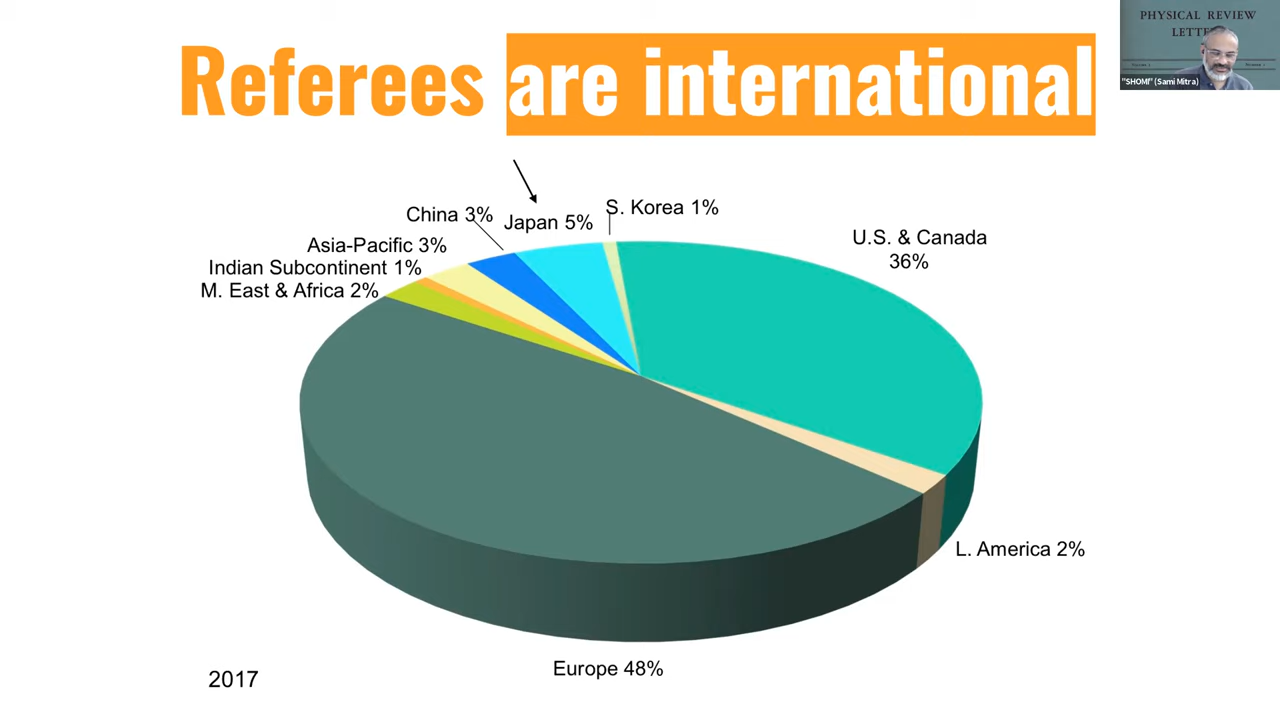 Referees are international
PHYSICAL REVIEW
"SHOMI" (Sami Mitra)
China 3%
Japan 5%
S. Korea 1%
U.S. & Canada
36%
Asia-Pacific 3%
Indian Subcontinent 1%
M. East & Africa 2%
L. America 2%
Europe 48%
2017